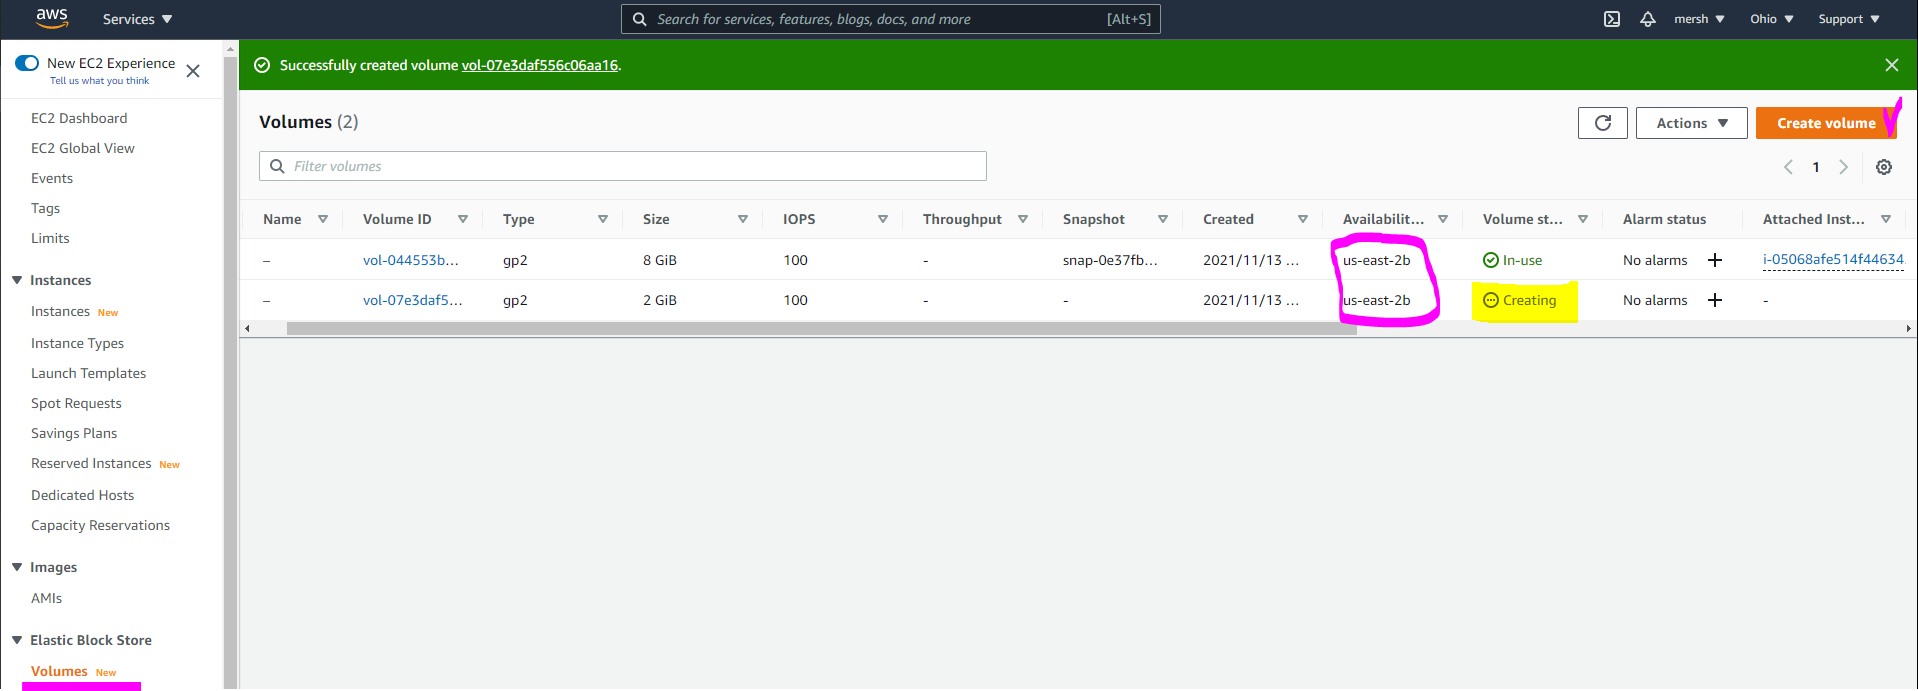 aws Services Search for services, features, blogs, docs, and more [Alt+S] mersh Ohio Support
New EC2 Experience
Tell us what you think
EC2 Dashboard
EC2 Global View
Events
Tags
Limits
Instances
Instances New
Instance Types
Launch Templates
Spot Requests
Savings Plans
Reserved Instances New
Dedicated Hosts
Capacity Reservations
Images
AMIs
Elastic Block Store
Volumes New
Successfully created volume vol-07e3daf556c06aa16.
Volumes (2) Actions Create volume
Filter volumes 1
Name Volume ID Type Size IOPS Throughput Snapshot Created Availabilit... Volume st... Alarm status Attached Inst...
– vol-044553b... gp2 8 GiB 100 - snap-0e37fb... 2021/11/13 ... us-east-2b In-use No alarms + i-05068afe514f44634
– vol-07e3daf5... gp2 2 GiB 100 - - 2021/11/13 ... us-east-2b Creating No alarms + -